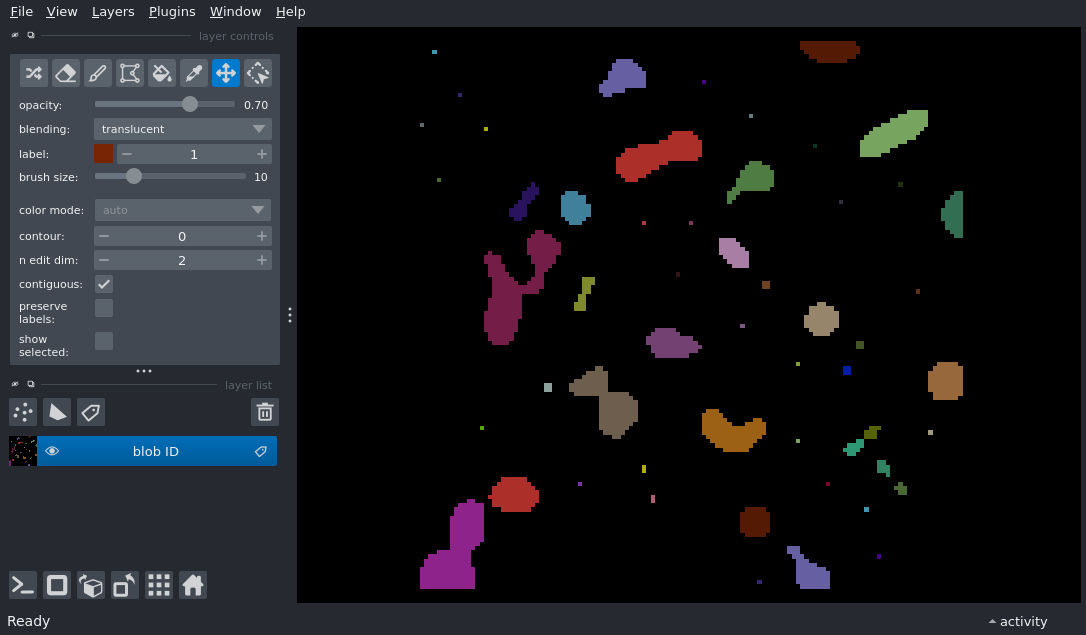 File View Layers Plugins Window Help
layer controls
opacity: 0.70
blending: translucent
label: 1
brush size: 10
color mode: auto
contour: 0
n edit dim: 2
contiguous:
preserve
labels:
show
selected:
layer list
blob ID
Ready activity